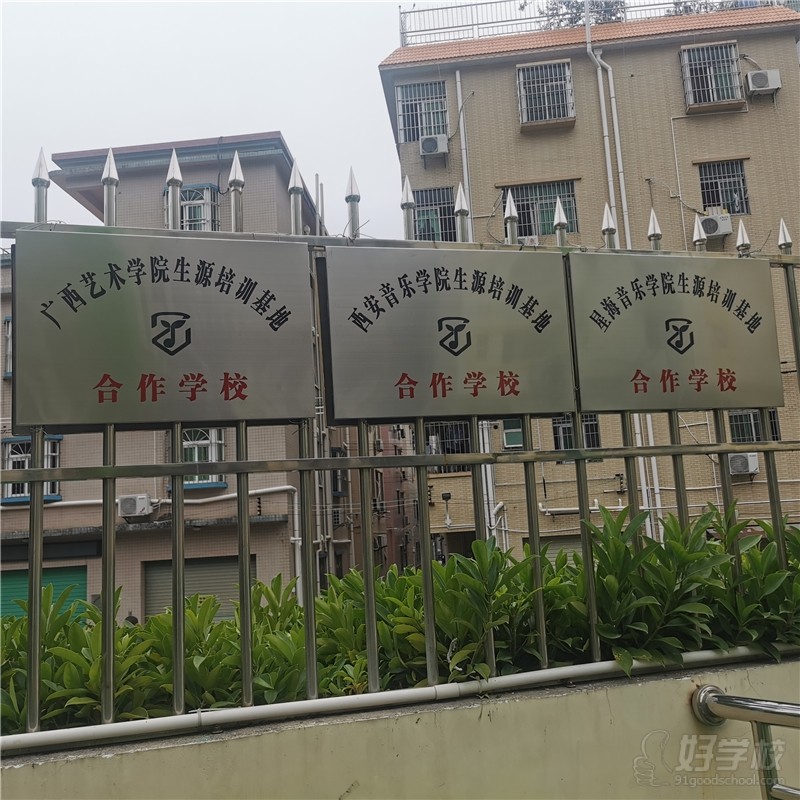 广西艺术学院生源培训基地
合作学校
西安音乐学院生源培训基地
合作学校
星海音乐学院生源培训基地
合作学校
好学校
91goodschool.com